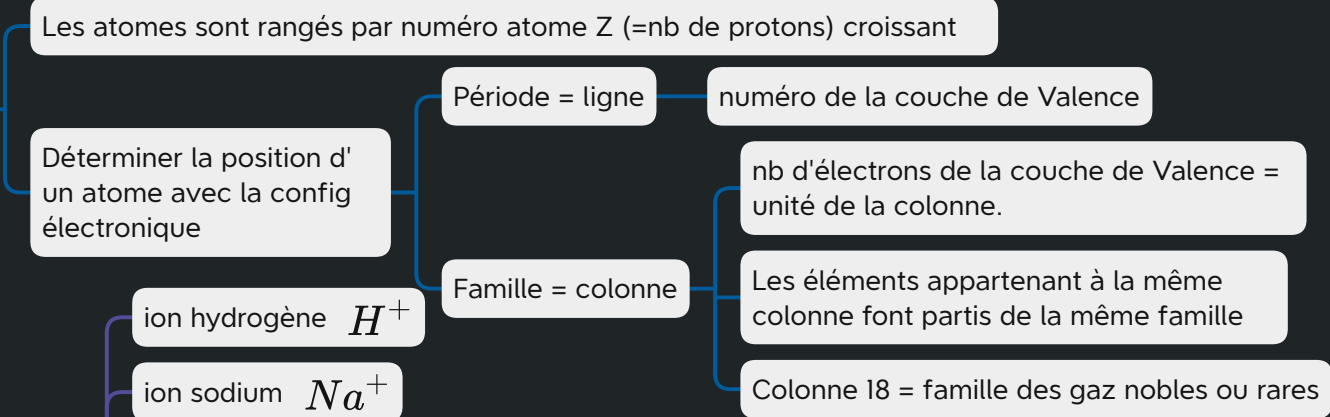 Les atomes sont rangés par numéro atome Z (=nb de protons) croissant
Déterminer la position d'
un atome avec la config
électronique
Période = ligne
numéro de la couche de Valence
Famille = colonne
nb d'électrons de la couche de Valence =
unité de la colonne.
Les éléments appartenant à la même
colonne font partis de la même famille
Colonne 18 = famille des gaz nobles ou rares
ion hydrogène H⁺
ion sodium Na⁺